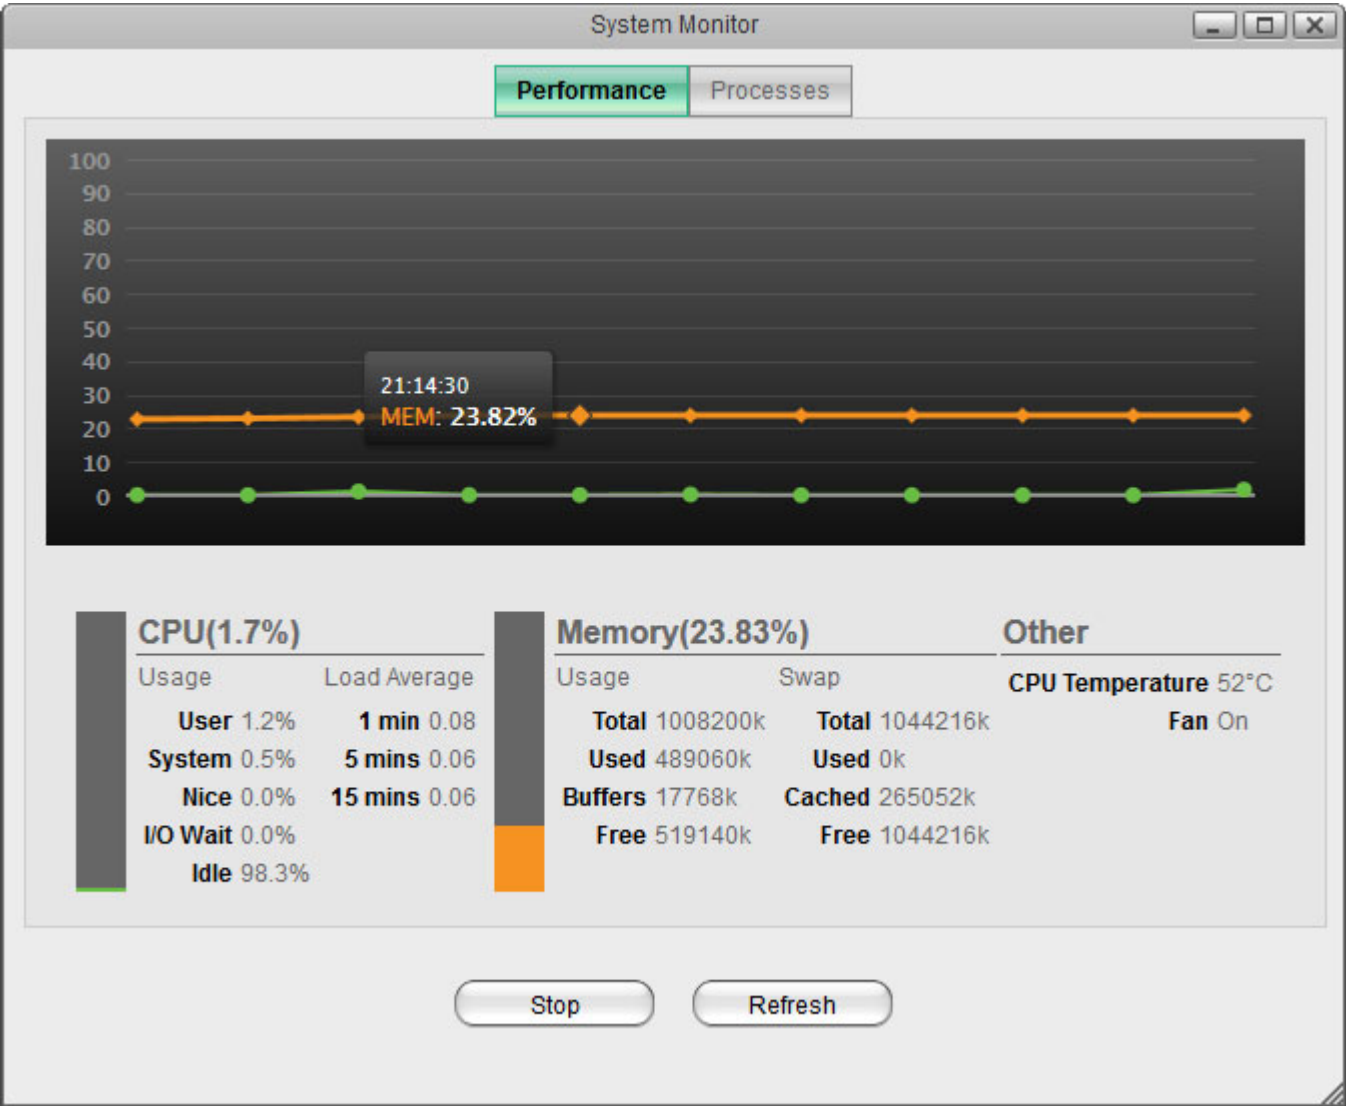 System Monitor
Performance Processes
100
90
80
70
60
50
40
30
20
10
0
21:14:30
MEM: 23.82%
CPU(1.7%) Memory(23.83%) Other
Usage Load Average Usage Swap CPU Temperature 52°C
User 1.2% 1 min 0.08 Total 1008200k Total 1044216k Fan On
System 0.5% 5 mins 0.06 Used 489060k Used 0k
Nice 0.0% 15 mins 0.06 Buffers 17768k Cached 265052k
I/O Wait 0.0% Free 519140k Free 1044216k
Idle 98.3%
Stop Refresh